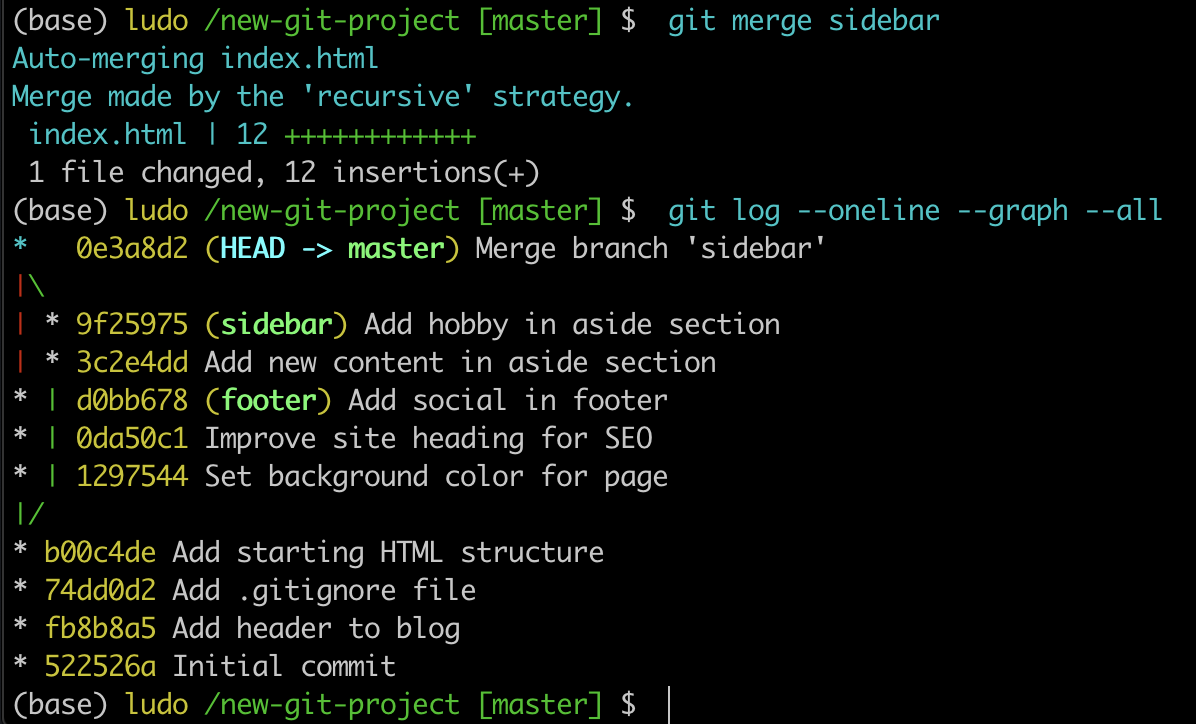 (base) ludo /new-git-project [master] $  git merge sidebar
Auto-merging index.html
Merge made by the 'recursive' strategy.
 index.html | 12 ++++++++++++
 1 file changed, 12 insertions(+)
(base) ludo /new-git-project [master] $  git log --oneline --graph --all
*   0e3a8d2 (HEAD -> master) Merge branch 'sidebar'
|\
| * 9f25975 (sidebar) Add hobby in aside section
| * 3c2e4dd Add new content in aside section
* | d0bb678 (footer) Add social in footer
* | 0da50c1 Improve site heading for SEO
* | 1297544 Set background color for page
|/
* b00c4de Add starting HTML structure
* 74dd0d2 Add .gitignore file
* fb8b8a5 Add header to blog
* 522526a Initial commit
(base) ludo /new-git-project [master] $